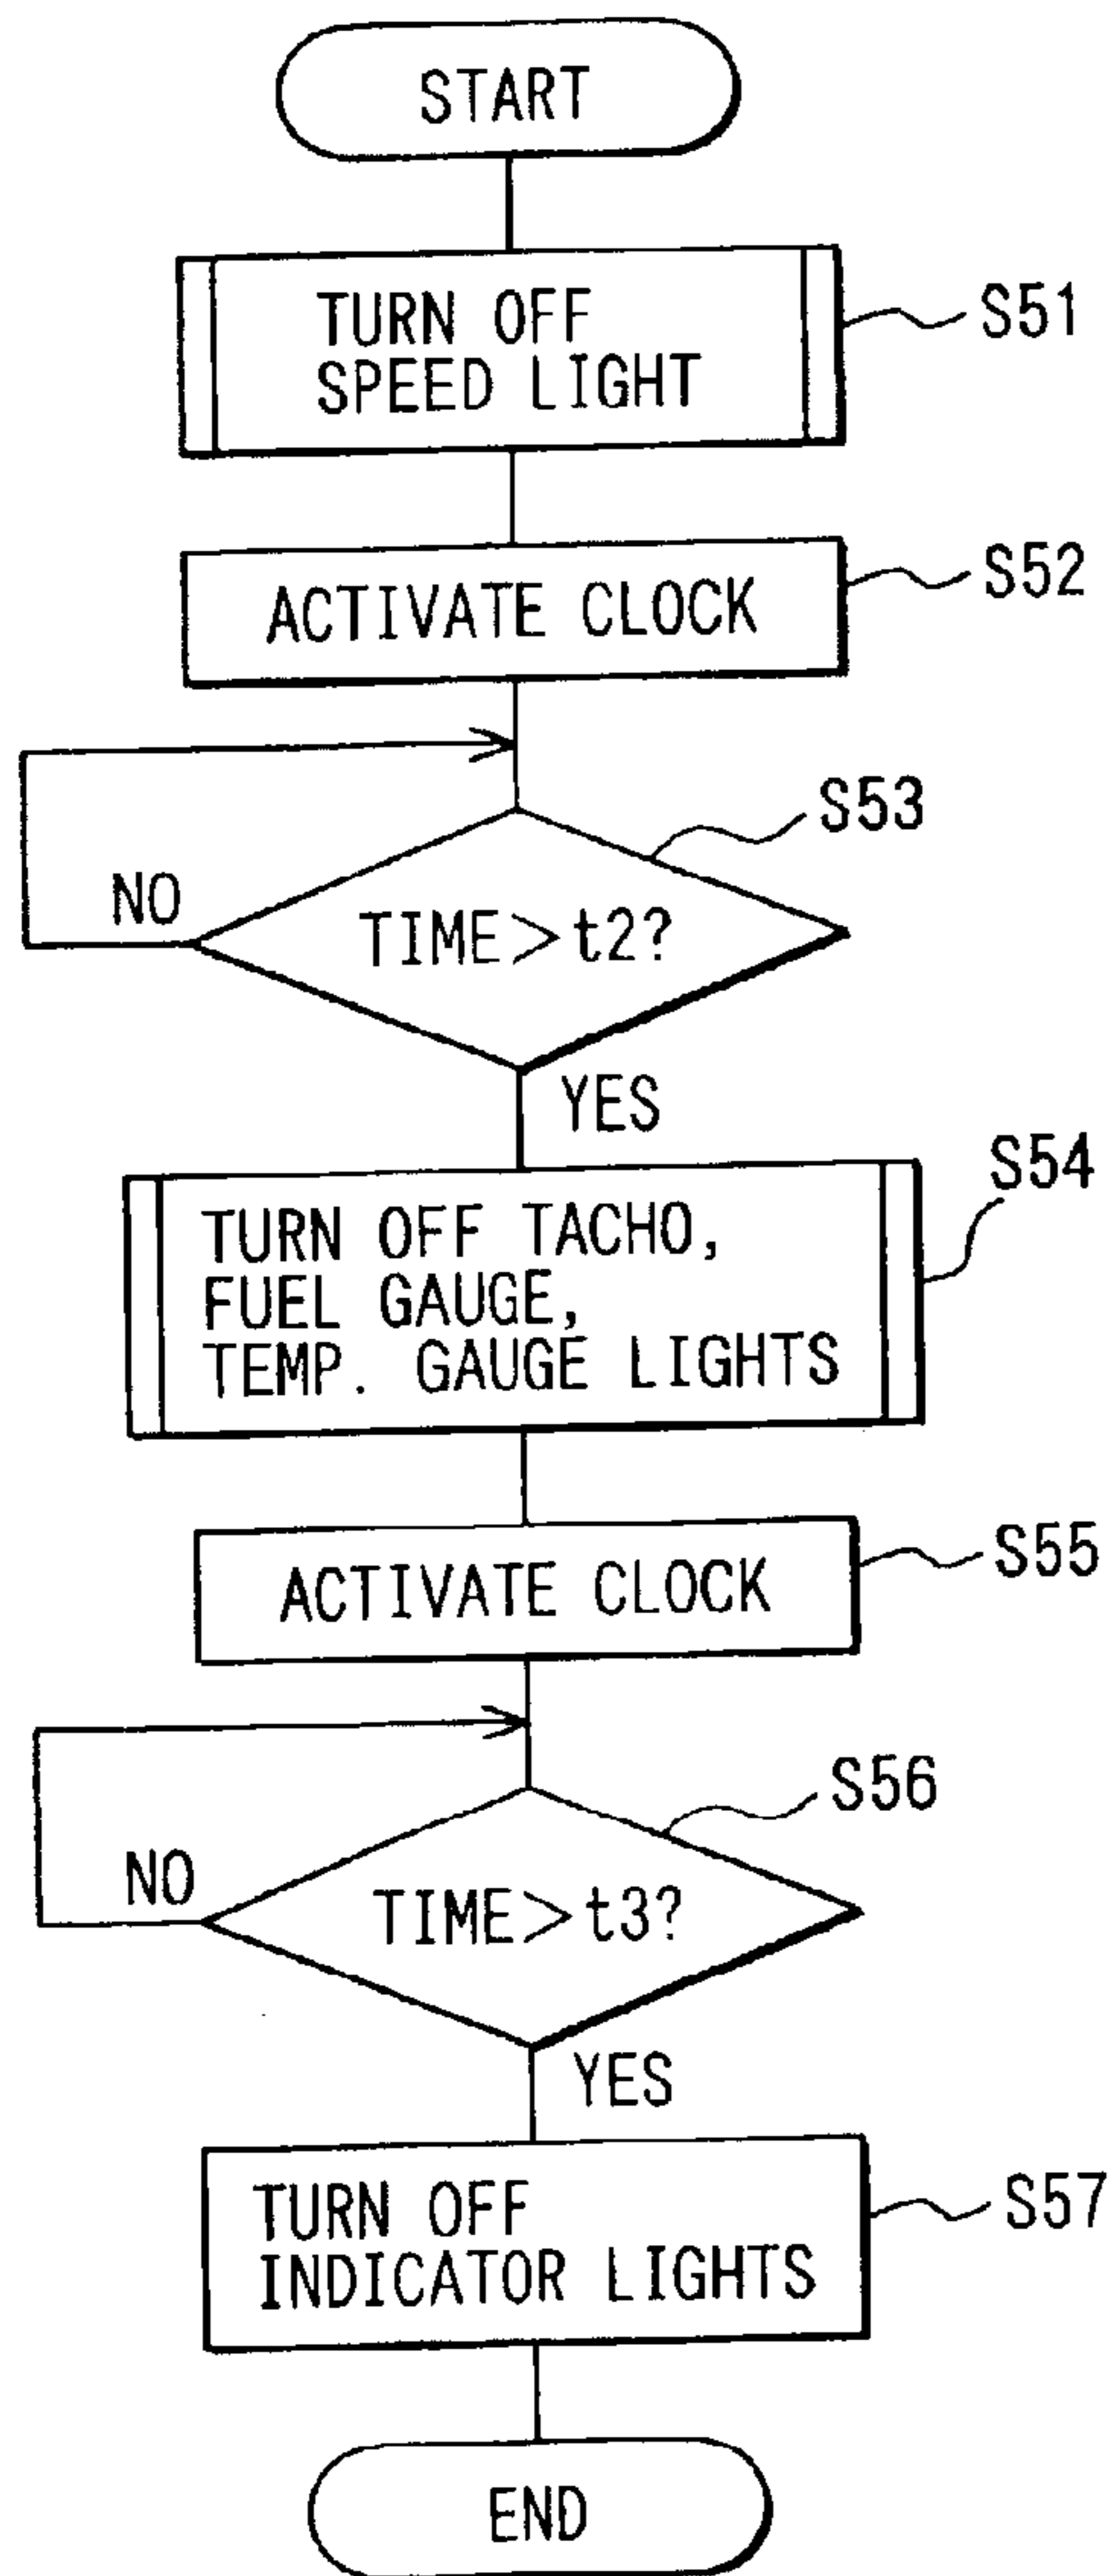 START
TURN OFF
SPEED LIGHT
S51
ACTIVATE CLOCK
S52
S53
NO
TIME>t2?
YES
S54
TURN OFF TACHO,
FUEL GAUGE,
TEMP. GAUGE LIGHTS
ACTIVATE CLOCK
S55
S56
NO
TIME>t3?
YES
TURN OFF
INDICATOR LIGHTS
S57
END